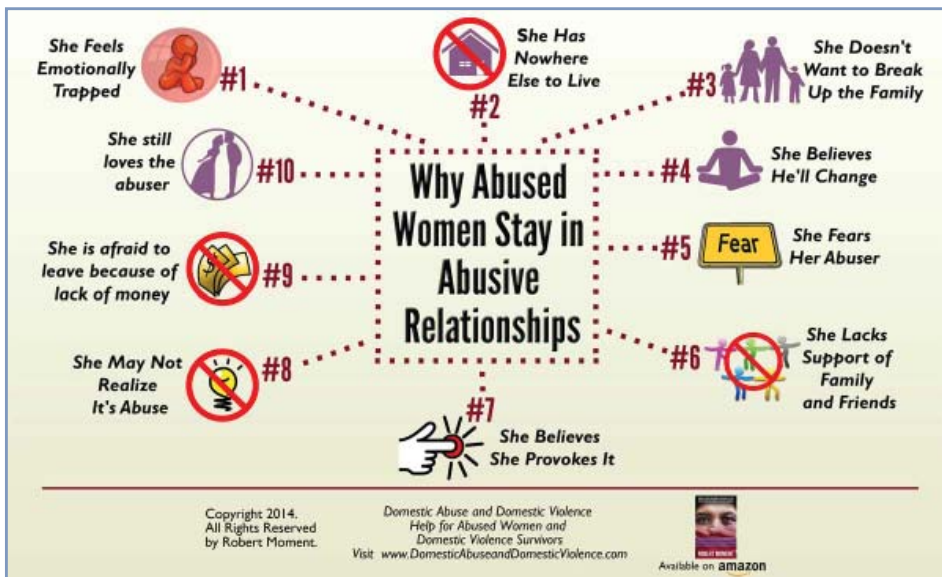 She Feels
Emotionally
Trapped
#1
She Has
Nowhere
Else to Live
#2
#3
She Doesn't
Want to Break
Up the Family
She still
loves the
abuser
#10
Why Abused
Women Stay in
Abusive
Relationships
#4
She Believes
He'll Change
She is afraid to
leave because of
lack of money
#9
#5
Fear
She Fears
Her Abuser
She May Not
Realize
It's Abuse
#8
#6
She Lacks
Support of
Family
and Friends
#7
She Believes
She Provokes It
Copyright 2014.
All Rights Reserved
by Robert Moment.
Domestic Abuse and Domestic Violence
Help for Abused Women and
Domestic Violence Survivors
Visit www.DomesticAbuseandDomesticViolence.com
Available on amazon